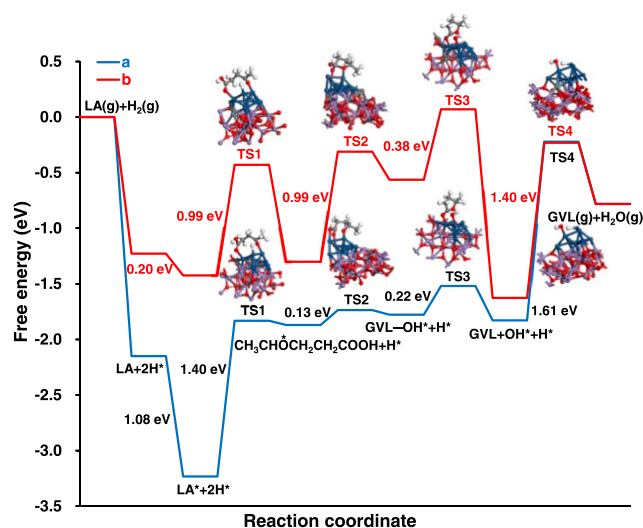 a
b
LA(g)+H₂(g)
TS1
TS2
TS3
TS4
TS4
0.20 eV
0.99 eV
0.99 eV
0.38 eV
1.40 eV
GVL(g)+H₂O(g)
TS1
TS2
TS3
0.13 eV
0.22 eV
1.61 eV
LA+2H*
1.40 eV
CH₃CHO*CH₂CH₂COOH+H*
GVL—OH*+H*
GVL+OH*+H*
1.08 eV
LA*+2H*
0.5
0.0
-0.5
-1.0
-1.5
-2.0
-2.5
-3.0
-3.5
Free energy (eV)
Reaction coordinate